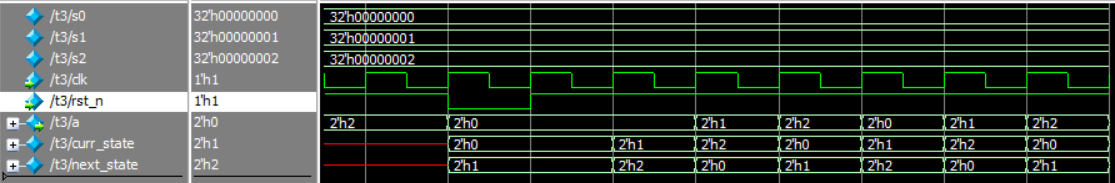 /t3/s0 32'h00000000 32'h00000000
/t3/s1 32'h00000001 32'h00000001
/t3/s2 32'h00000002 32'h00000002
/t3/clk 1'h1
/t3/rst_n 1'h1
/t3/a 2'h0 2'h2 2'h0 2'h1 2'h2 2'h0 2'h1 2'h2
/t3/curr_state 2'h1 2'h0 2'h1 2'h2 2'h0 2'h1 2'h2 2'h0
/t3/next_state 2'h2 2'h1 2'h2 2'h0 2'h1 2'h2 2'h0 2'h1